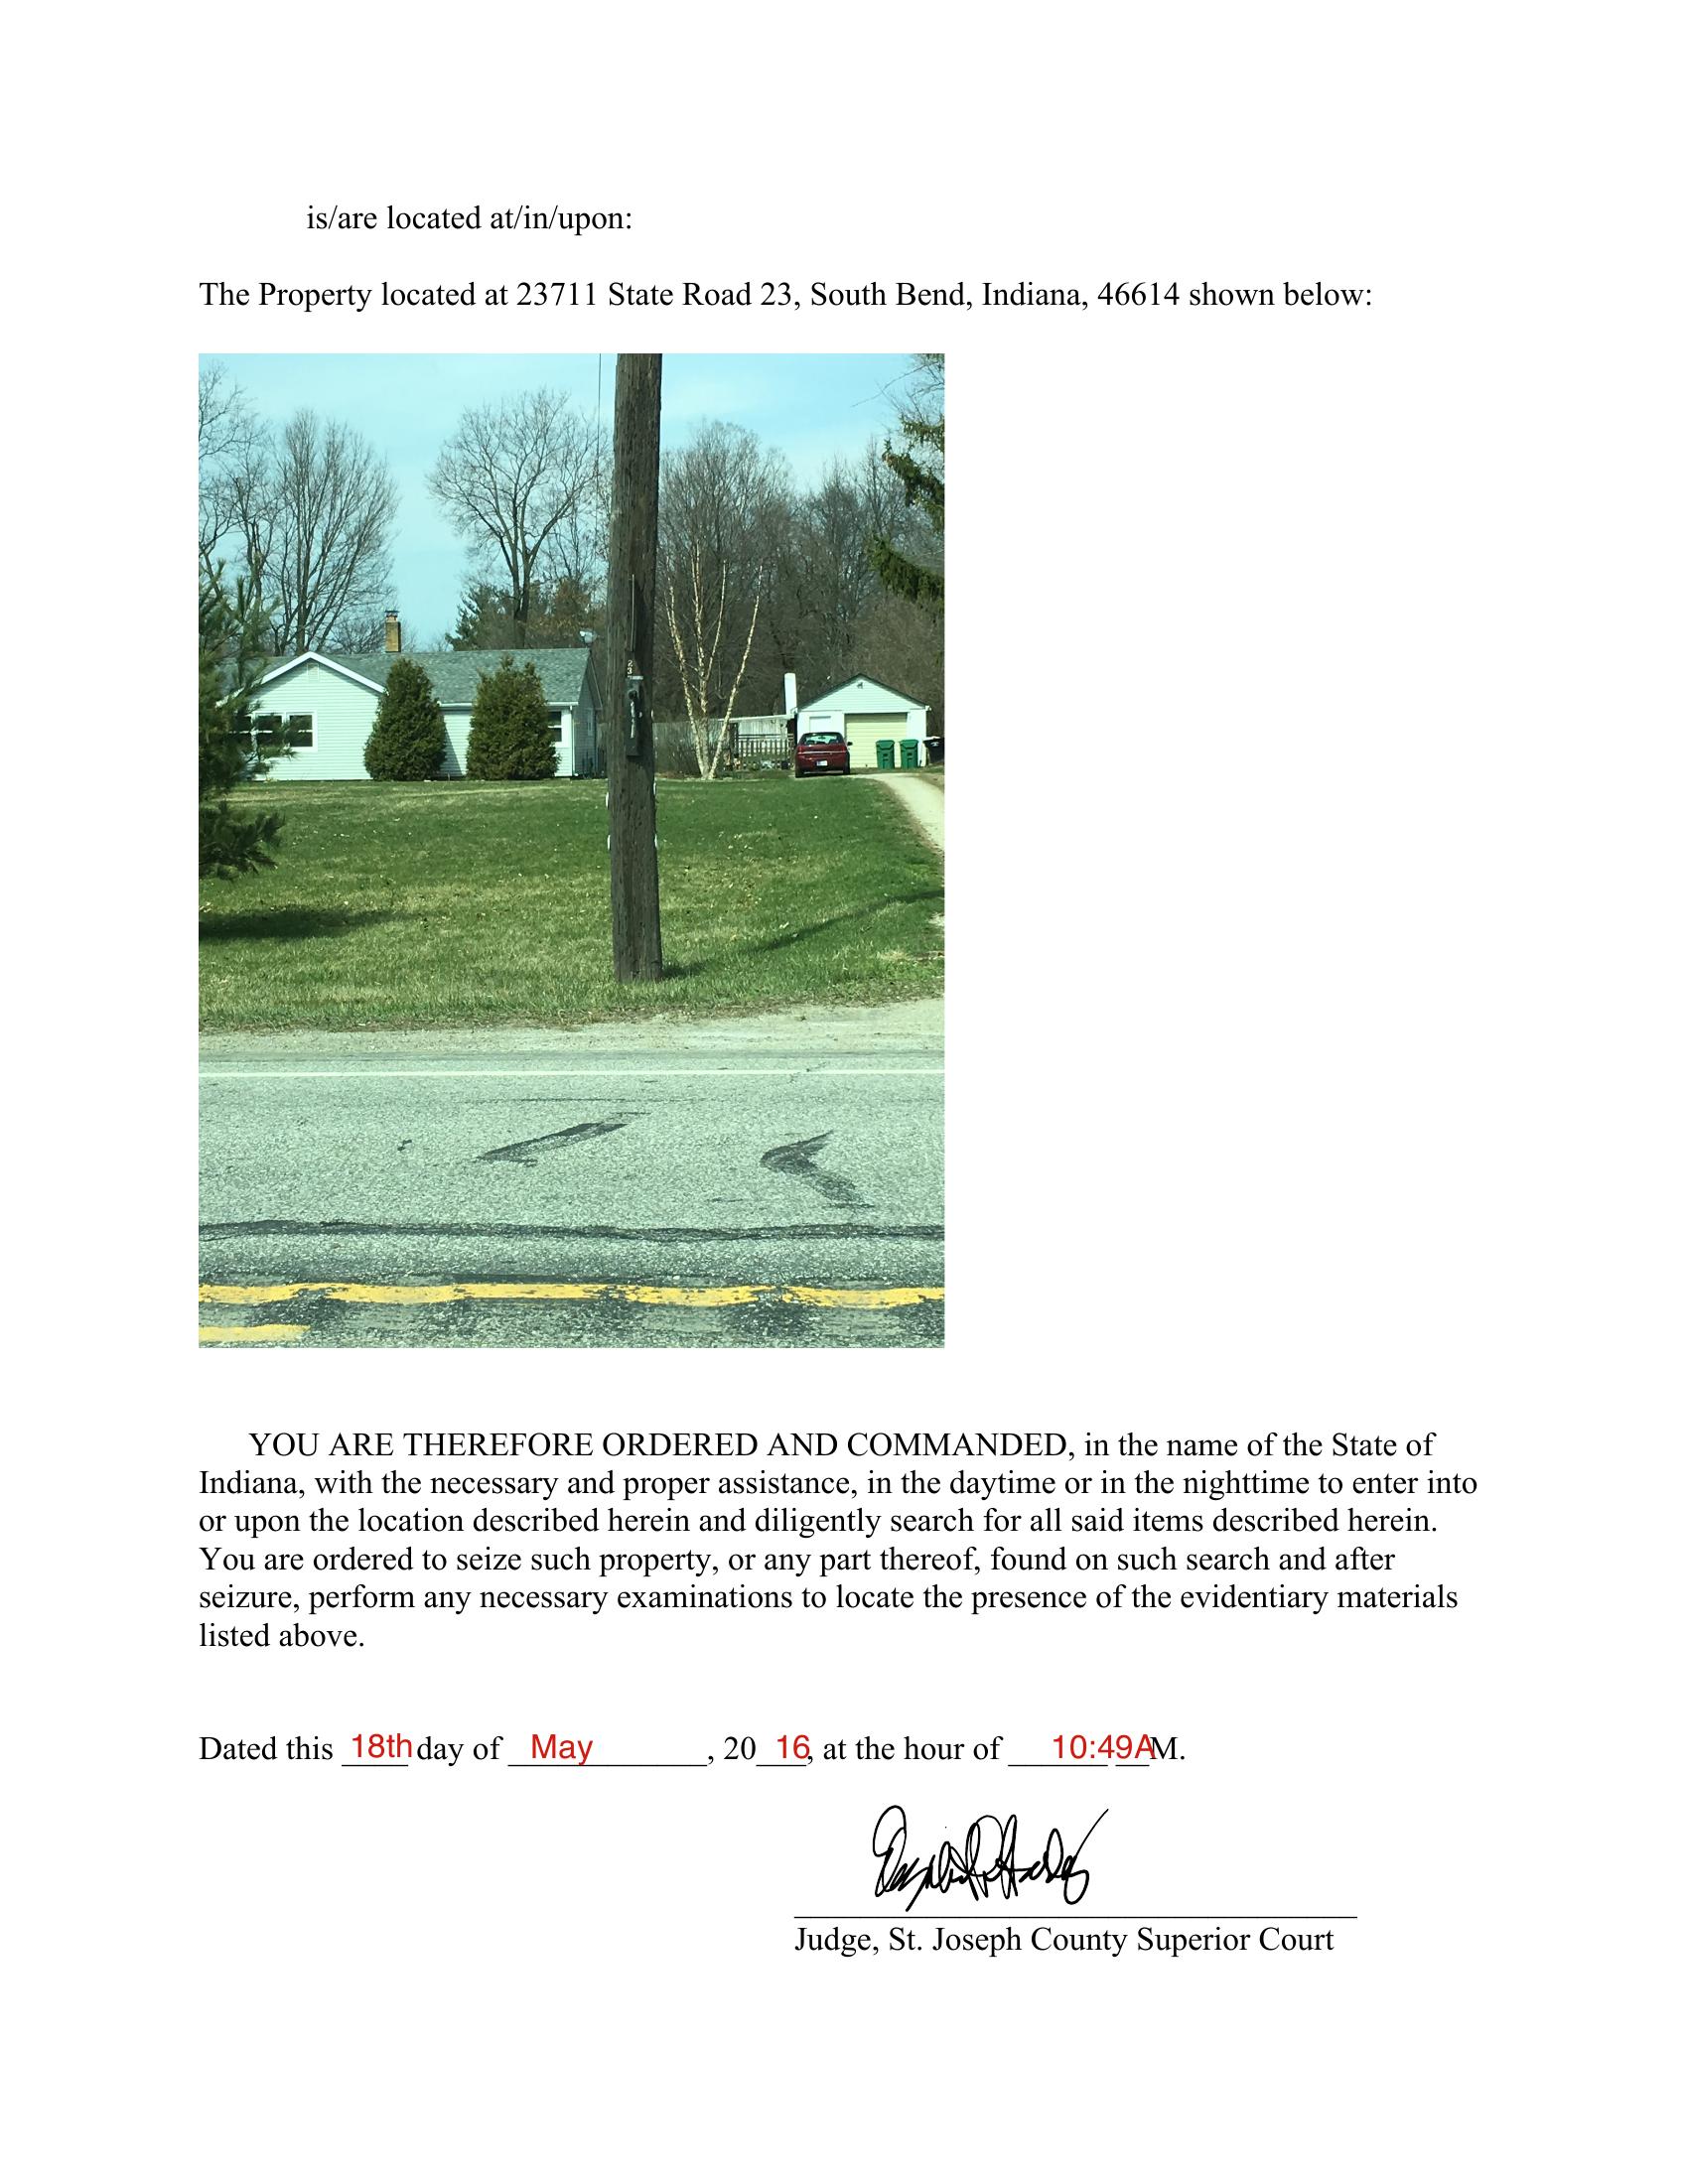 is/are located at/in/upon:
The Property located at 23711 State Road 23, South Bend, Indiana, 46614 shown below:
YOU ARE THEREFORE ORDERED AND COMMANDED, in the name of the State of
Indiana, with the necessary and proper assistance, in the daytime or in the nighttime to enter into
or upon the location described herein and diligently search for all said items described herein.
You are ordered to seize such property, or any part thereof, found on such search and after
seizure, perform any necessary examinations to locate the presence of the evidentiary materials
listed above.
Dated this 18th day of May, 20 16, at the hour of 10:49AM.
Judge, St. Joseph County Superior Court